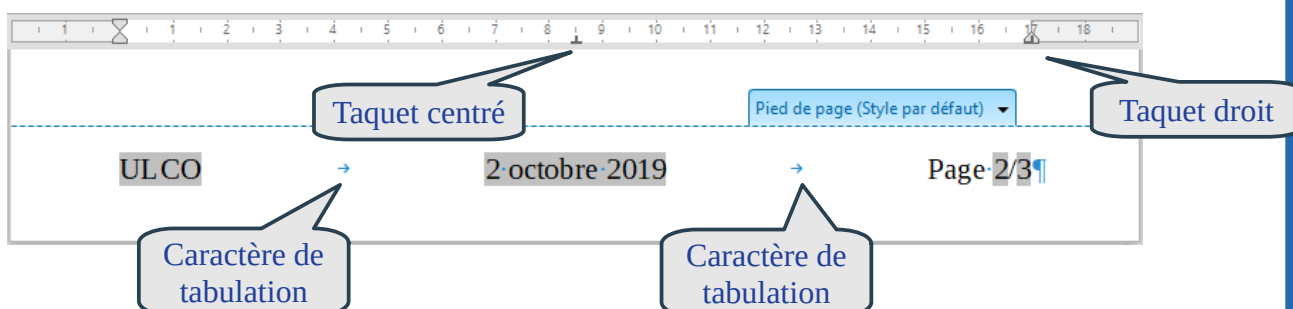 1 1 2 3 4 5 6 7 8 9 10 11 12 13 14 15 16 17 18
Taquet centré
Pied de page (Style par défaut)
Taquet droit
ULCO → 2·octobre·2019 → Page·2/3¶
Caractère de
tabulation
Caractère de
tabulation